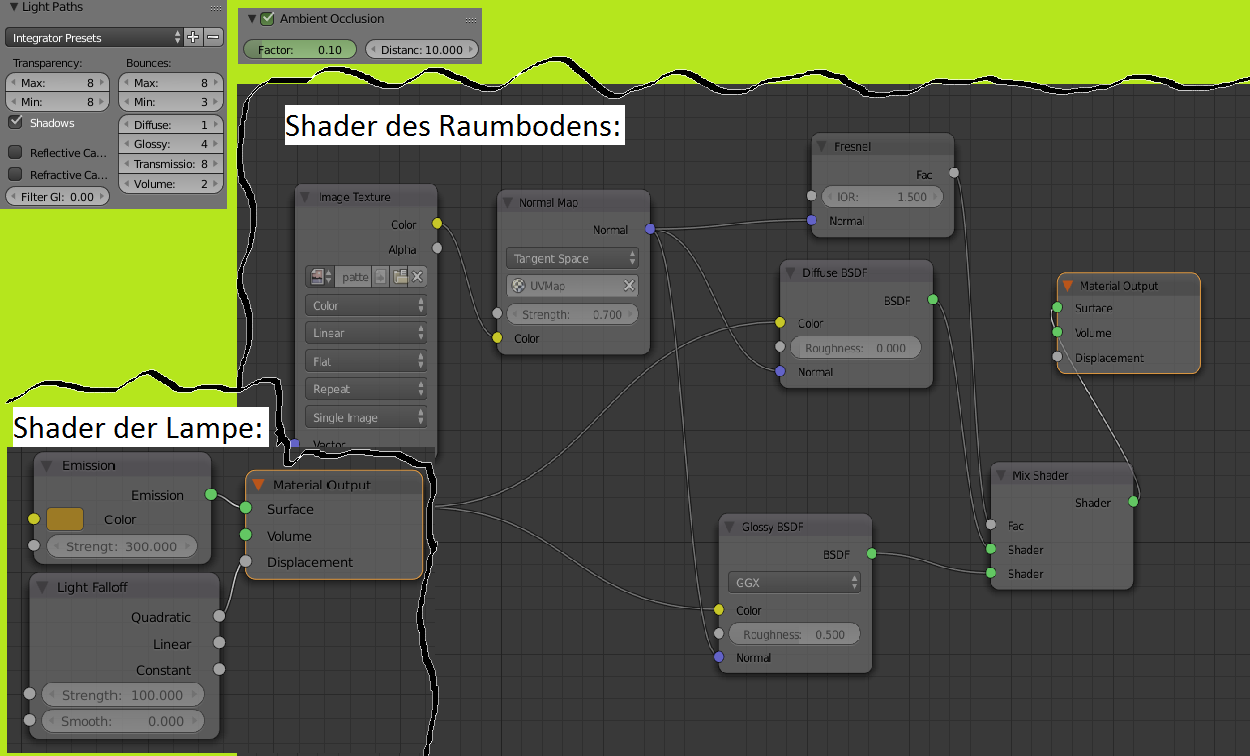 Light Paths
Integrator Presets
Transparency:
Bounces:
Max: 8
Max: 8
Min: 8
Min: 3
Shadows
Diffuse: 1
Glossy: 4
Reflective Ca...
Transmissio: 8
Refractive Ca...
Volume: 2
Filter Gl: 0.00
Ambient Occlusion
Factor: 0.10
Distanc: 10.000
Shader des Raumbodens:
Image Texture
Color
Alpha
patte
Color
Linear
Flat
Repeat
Single Image
Vector
Normal Map
Normal
Tangent Space
UVMap
Strength: 0.700
Color
Fresnel
Fac
IOR: 1.500
Normal
Diffuse BSDF
BSDF
Color
Roughness: 0.000
Normal
Material Output
Surface
Volume
Displacement
Mix Shader
Shader
Fac
Shader
Shader
Glossy BSDF
BSDF
GGX
Color
Roughness: 0.500
Normal
Shader der Lampe:
Emission
Emission
Color
Strengt: 300.000
Material Output
Surface
Volume
Displacement
Light Falloff
Quadratic
Linear
Constant
Strength: 100.000
Smooth: 0.000